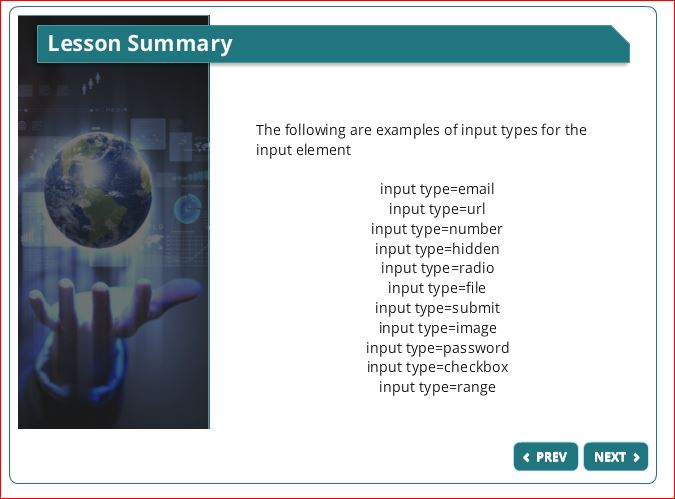 Lesson Summary
The following are examples of input types for the
input element
input type=email
input type=url
input type=number
input type=hidden
input type=radio
input type=file
input type=submit
input type=image
input type=password
input type=checkbox
input type=range
PREV
NEXT